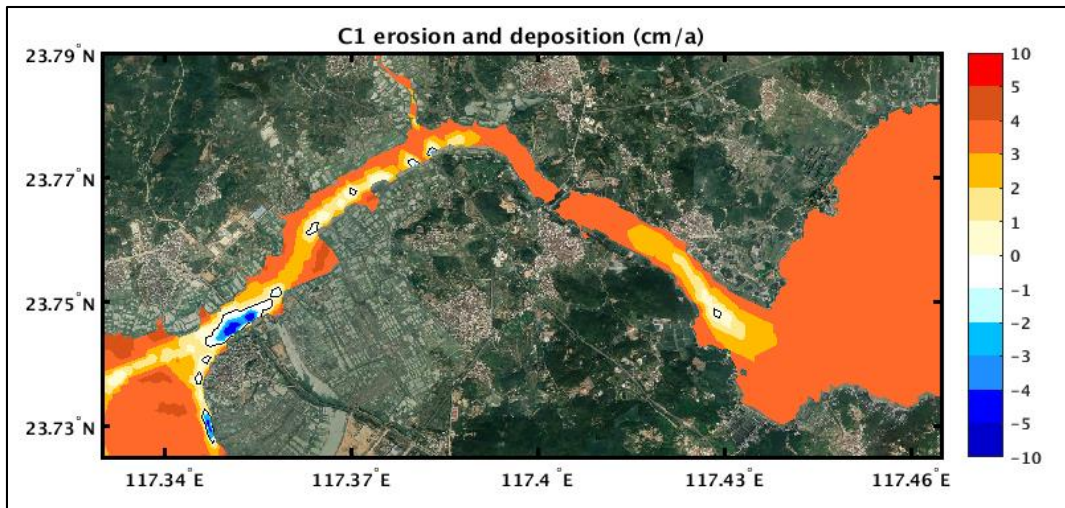 C1 erosion and deposition (cm/a)
23.79°N
23.77°N
23.75°N
23.73°N
117.34°E
117.37°E
117.4°E
117.43°E
117.46°E
10
5
4
3
2
1
0
-1
-2
-3
-4
-5
-10